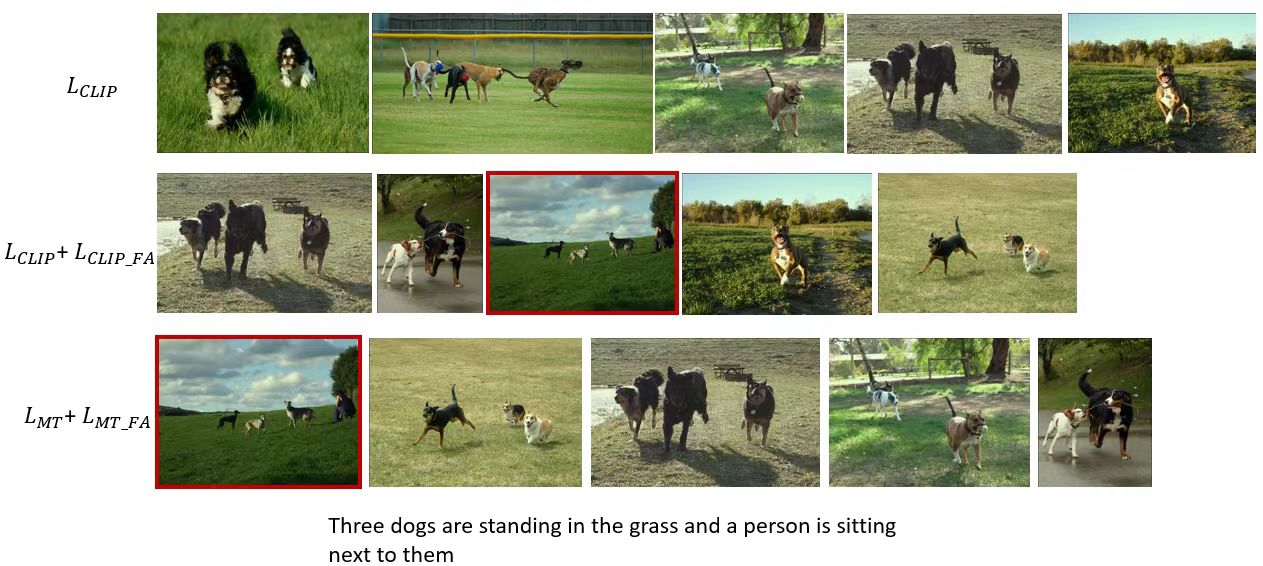 L_CLIP
L_CLIP + L_CLIP_FA
L_MT + L_MT_FA
Three dogs are standing in the grass and a person is sitting
next to them